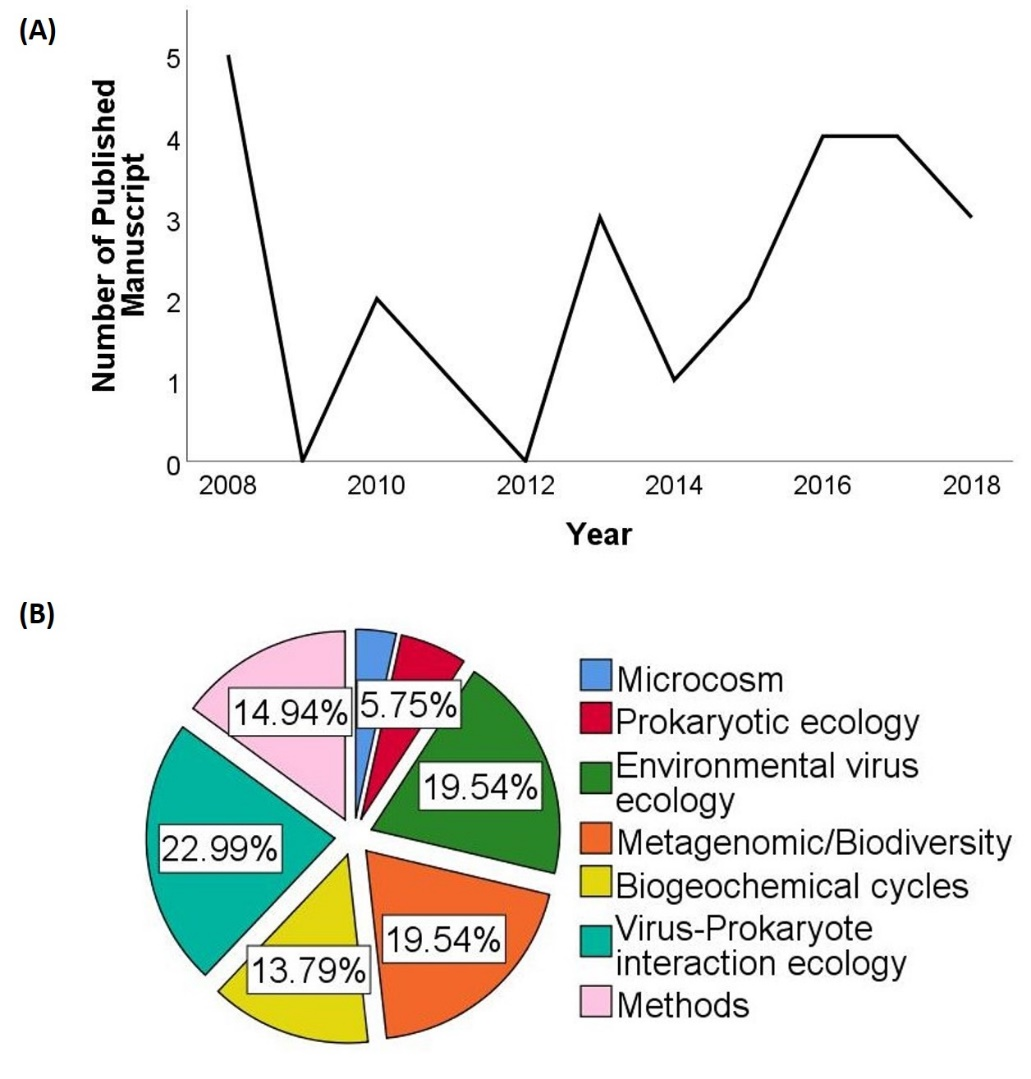 (A)
Number of Published
Manuscript
5
4
3
2
1
0
2008 2010 2012 2014 2016 2018
Year
(B)
14.94%
5.75%
19.54%
22.99%
19.54%
13.79%
Microcosm
Prokaryotic ecology
Environmental virus
ecology
Metagenomic/Biodiversity
Biogeochemical cycles
Virus-Prokaryote
interaction ecology
Methods